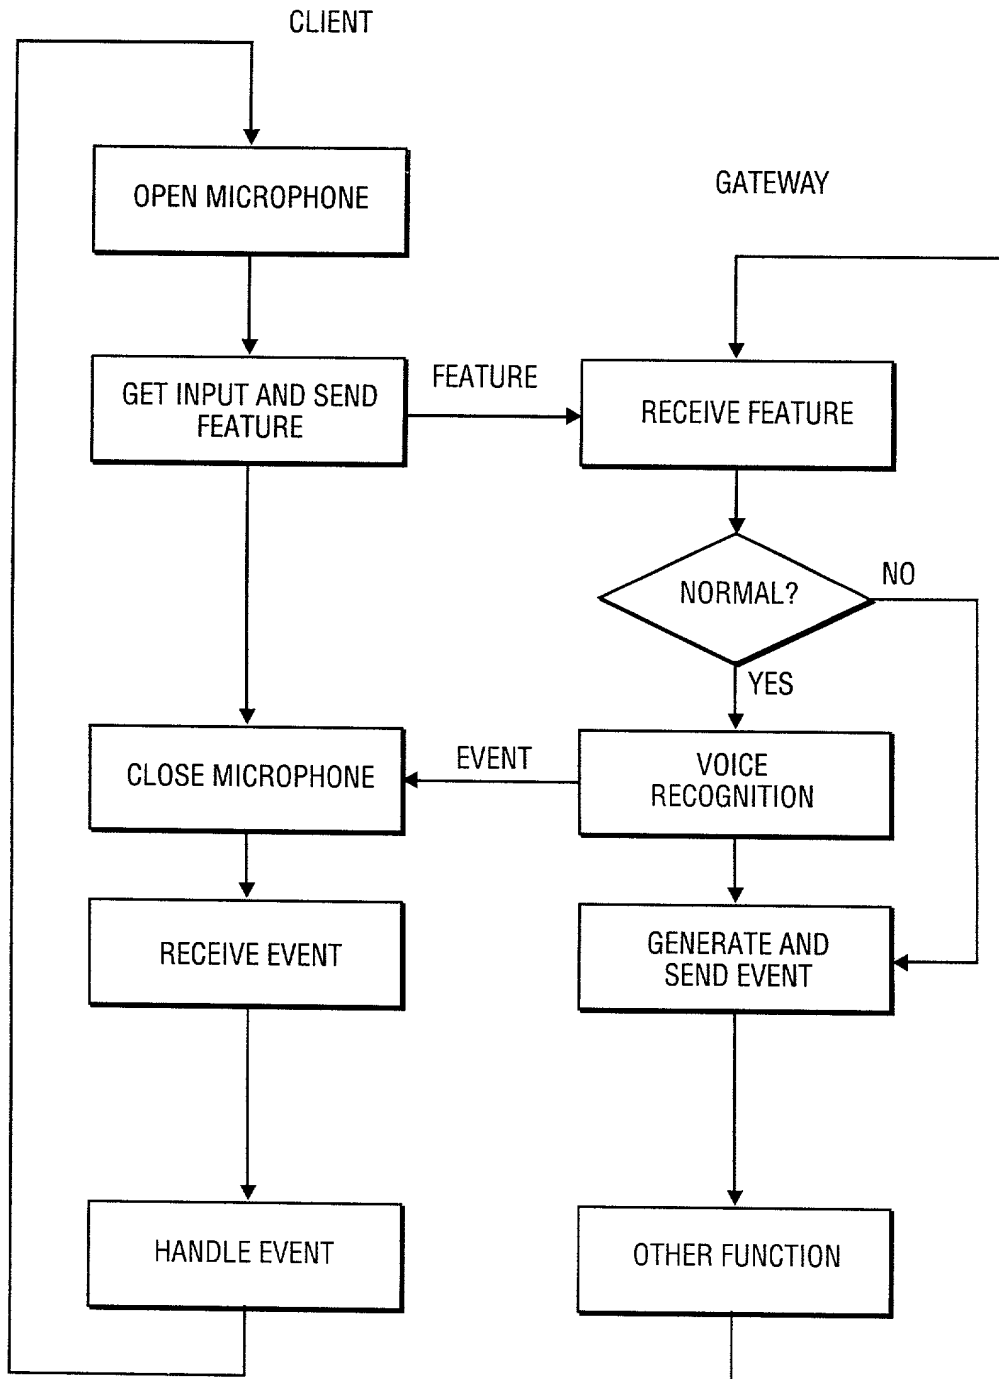 CLIENT
OPEN MICROPHONE
GATEWAY
GET INPUT AND SEND
FEATURE
FEATURE
RECEIVE FEATURE
NORMAL?
NO
YES
CLOSE MICROPHONE
EVENT
VOICE
RECOGNITION
RECEIVE EVENT
GENERATE AND
SEND EVENT
HANDLE EVENT
OTHER FUNCTION